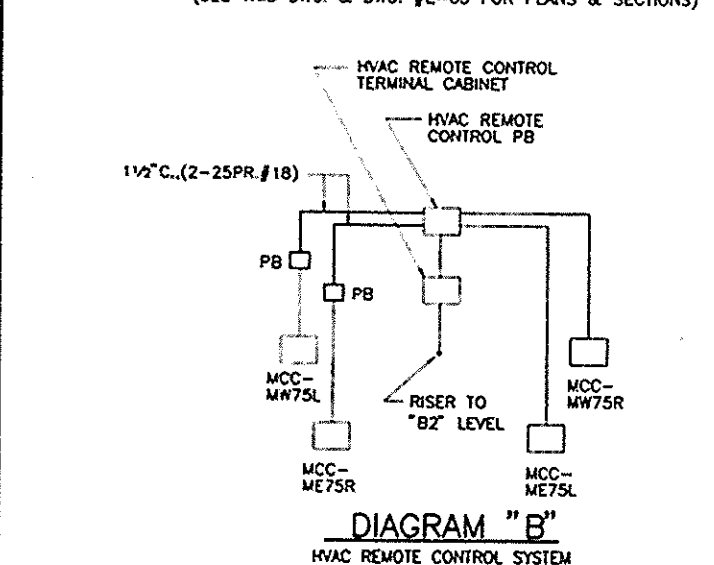 & SECTIONS)
HVAC REMOTE CONTROL
TERMINAL CABINET
HVAC REMOTE
CONTROL PB
1½"C.,(2-25PR.#18)
PB
PB
MCC-
MW75L
MCC-
MW75R
RISER TO
"B2" LEVEL
MCC-
ME75R
MCC-
ME75L
DIAGRAM "B"
HVAC REMOTE CONTROL SYSTEM